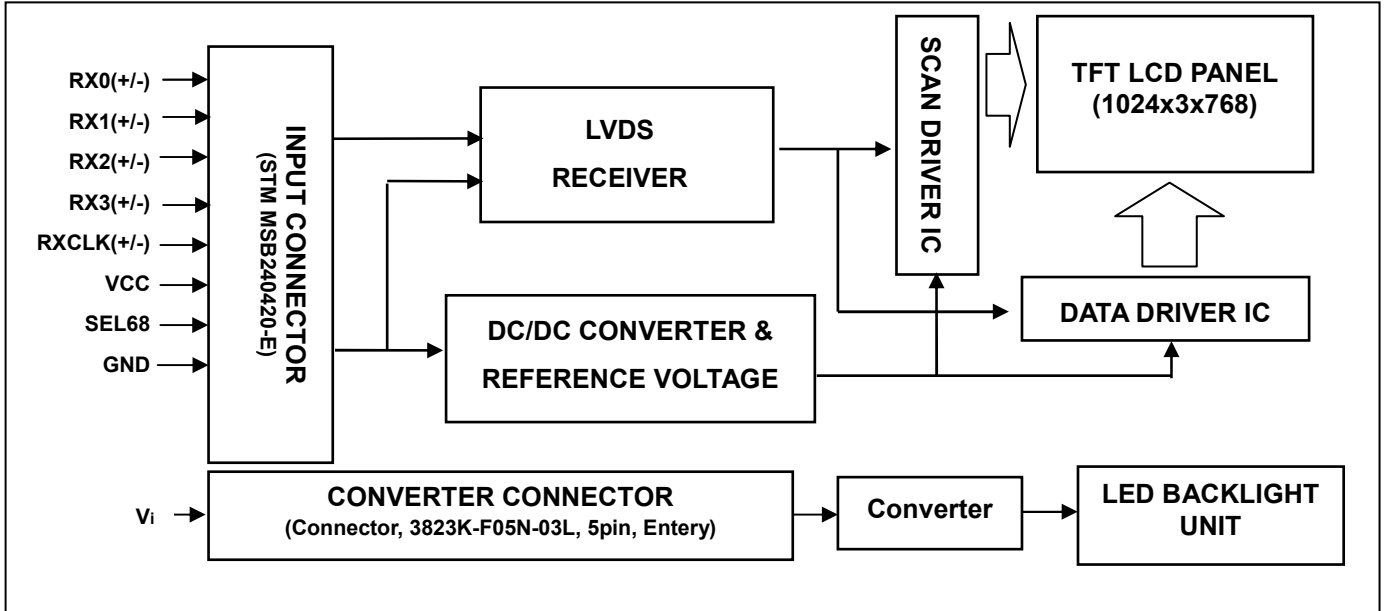 RX0(+/-)
RX1(+/-)
RX2(+/-)
RX3(+/-)
RXCLK(+/-)
VCC
SEL68
GND
INPUT CONNECTOR
(STM MSB240420-E)
LVDS
RECEIVER
DC/DC CONVERTER &
REFERENCE VOLTAGE
SCAN DRIVER IC
TFT LCD PANEL
(1024x3x768)
DATA DRIVER IC
Vi
CONVERTER CONNECTOR
(Connector, 3823K-F05N-03L, 5pin, Entery)
Converter
LED BACKLIGHT
UNIT